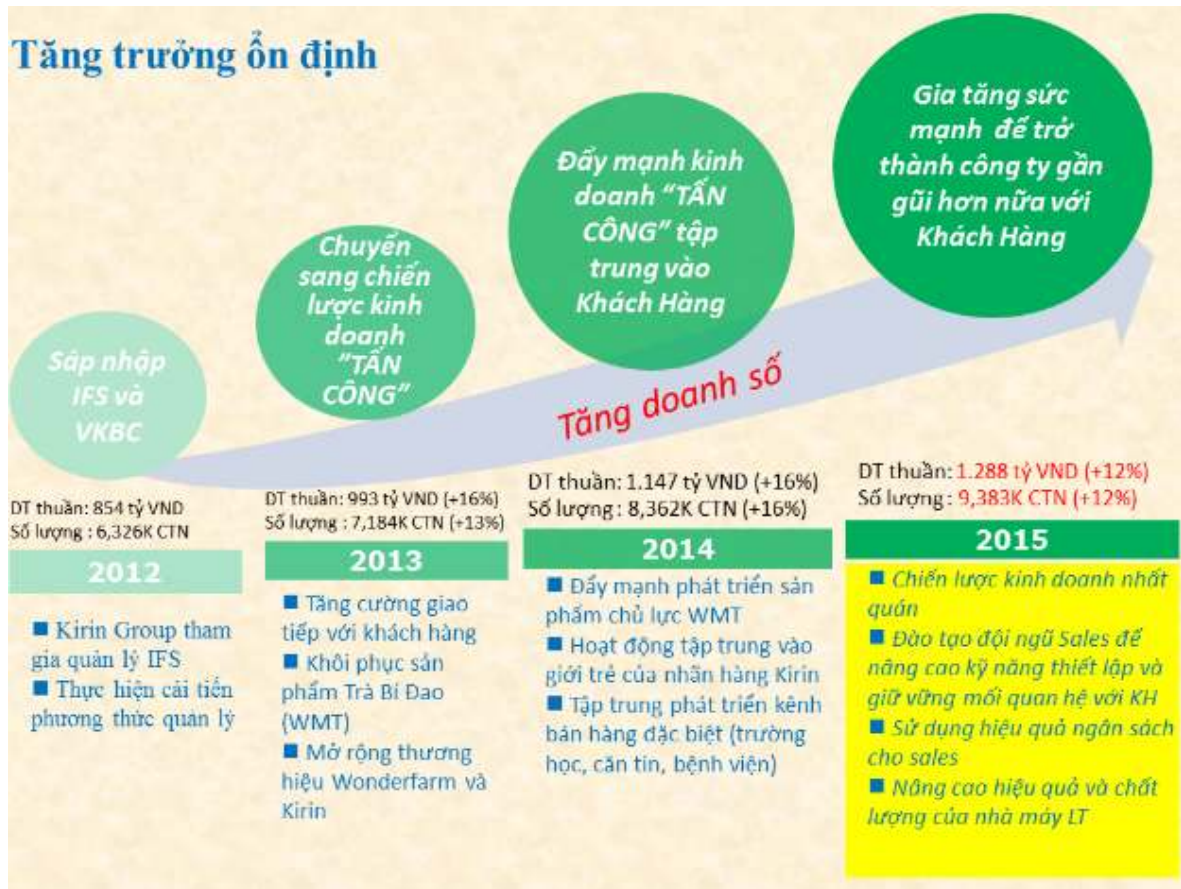 Tăng trưởng ổn định
Sáp nhập
IFS và
VKBC
Chuyển
sang chiến
lược kinh
doanh
"TẤN
CÔNG"
Đẩy mạnh kinh
doanh "TẤN
CÔNG" tập
trung vào
Khách Hàng
Gia tăng sức
mạnh để trở
thành công ty gần
gũi hơn nữa với
Khách Hàng
Tăng doanh số
DT thuần: 854 tỷ VND
Số lượng : 6,326K CTN
2012
■ Kirin Group tham
gia quản lý IFS
■ Thực hiện cải tiến
phương thức quản lý
DT thuần: 993 tỷ VND (+16%)
Số lượng : 7,184K CTN (+13%)
2013
■ Tăng cường giao
tiếp với khách hàng
■ Khôi phục sản
phẩm Trà Bí Đao
(WMT)
■ Mở rộng thương
hiệu Wonderfarm và
Kirin
DT thuần: 1.147 tỷ VND (+16%)
Số lượng : 8,362K CTN (+16%)
2014
■ Đẩy mạnh phát triển sản
phẩm chủ lực WMT
■ Hoạt động tập trung vào
giới trẻ của nhãn hàng Kirin
■ Tập trung phát triển kênh
bán hàng đặc biệt (trường
học, căn tin, bệnh viện)
DT thuần: 1.288 tỷ VND (+12%)
Số lượng : 9,383K CTN (+12%)
2015
■ Chiến lược kinh doanh nhất
quán
■ Đào tạo đội ngũ Sales để
nâng cao kỹ năng thiết lập và
giữ vững mối quan hệ với KH
■ Sử dụng hiệu quả ngân sách
cho sales
■ Nâng cao hiệu quả và chất
lượng của nhà máy LT